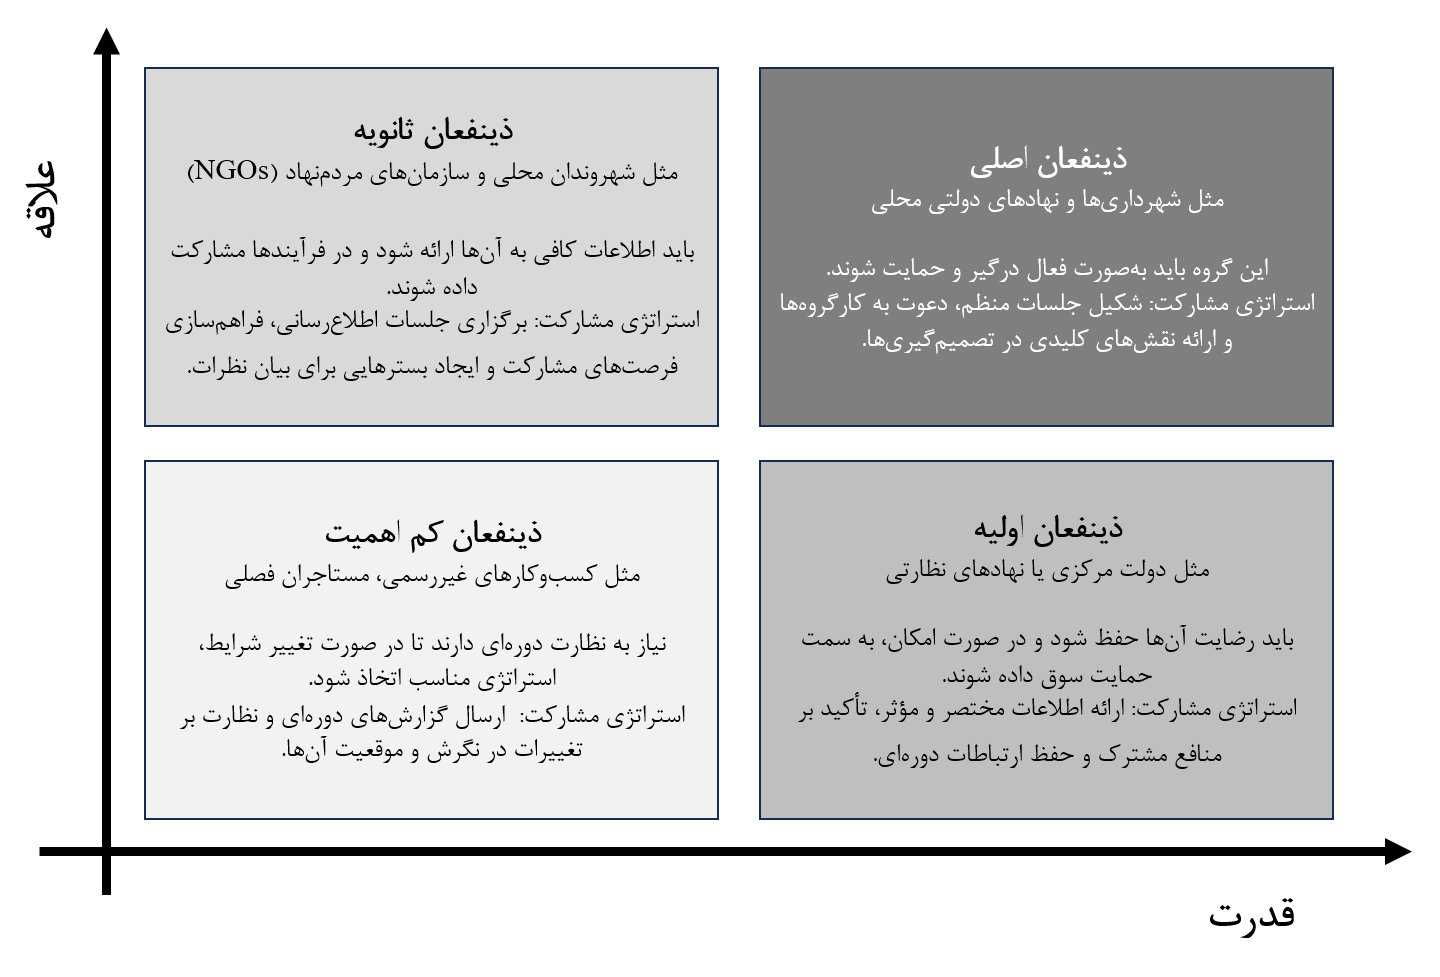 علاقه
ذینفعان اصلی
مثل شهرداری‌ها و نهادهای دولتی محلی
این گروه باید به‌صورت فعال درگیر و حمایت شوند.
استراتژی مشارکت: شکیل جلسات منظم، دعوت به کارگروه‌ها
و ارائه نقش‌های کلیدی در تصمیم‌گیری‌ها.
ذینفعان ثانویه
مثل شهروندان محلی و سازمان‌های مردم‌نهاد (NGOs)
باید اطلاعات کافی به آن‌ها ارائه شود و در فرآیندها مشارکت
داده شوند.
استراتژی مشارکت: برگزاری جلسات اطلاع‌رسانی، فراهم‌سازی
فرصت‌های مشارکت و ایجاد بسترهایی برای بیان نظرات.
ذینفعان اولیه
مثل دولت مرکزی یا نهادهای نظارتی
باید رضایت آن‌ها حفظ شود و در صورت امکان، به سمت
حمایت سوق داده شوند.
استراتژی مشارکت: ارائه اطلاعات مختصر و مؤثر، تأکید بر
منافع مشترک و حفظ ارتباطات دوره‌ای.
ذینفعان کم اهمیت
مثل کسب‌وکارهای غیررسمی، مستاجران فصلی
نیاز به نظارت دوره‌ای دارند تا در صورت تغییر شرایط،
استراتژی مناسب اتخاذ شود.
استراتژی مشارکت:  ارسال گزارش‌های دوره‌ای و نظارت بر
تغییرات در نگرش و موقعیت آن‌ها.
قدرت